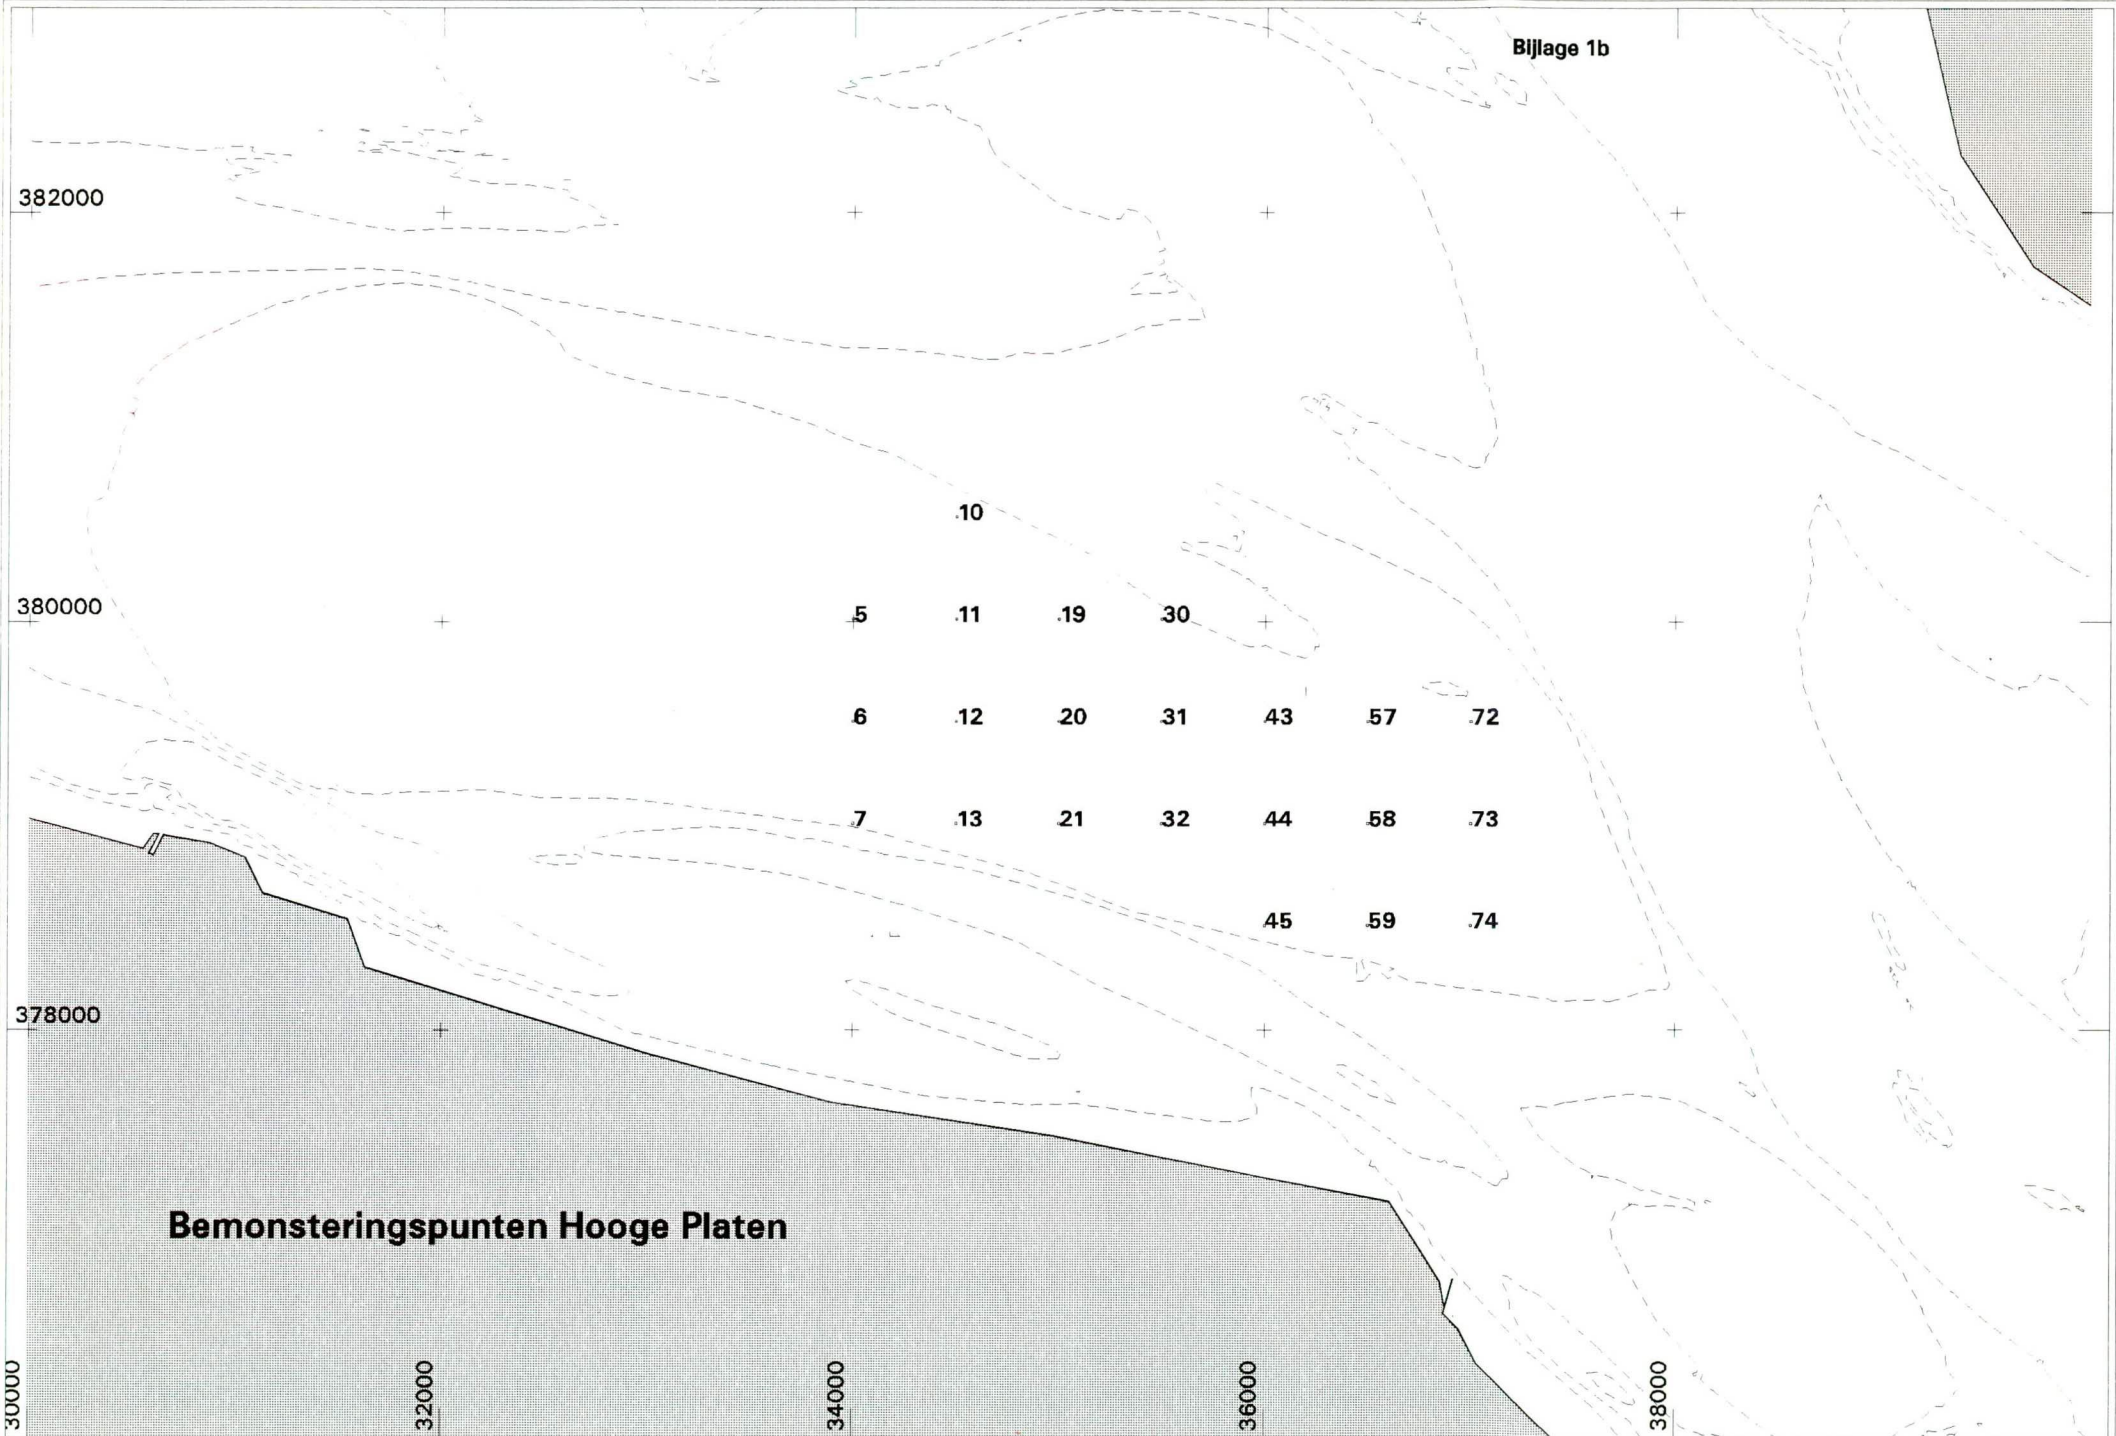 Bijlage 1b
382000
.10
380000
.5 .11 .19 .30
.6 .12 .20 .31 .43 .57 .72
.7 .13 .21 .32 .44 .58 .73
.45 .59 .74
378000
Bemonsteringspunten Hooge Platen
30000 32000 34000 36000 38000